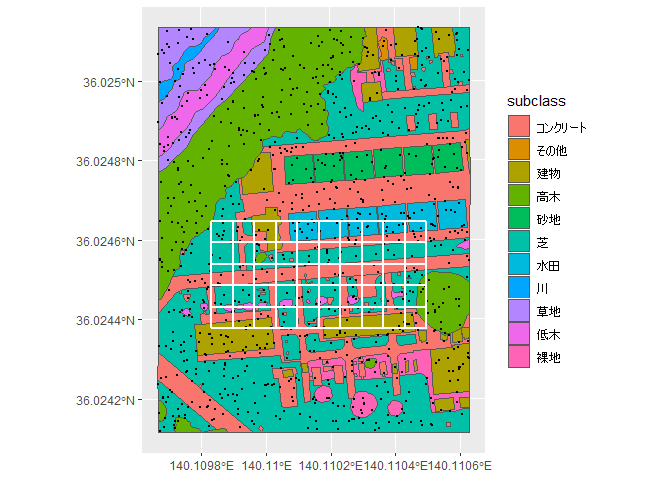 36.025°N
36.0248°N
36.0246°N
36.0244°N
36.0242°N
140.1098°E
140.11°E
140.1102°E
140.1104°E
140.1106°E
subclass
コンクリート
その他
建物
高木
砂地
芝
水田
川
草地
低木
裸地